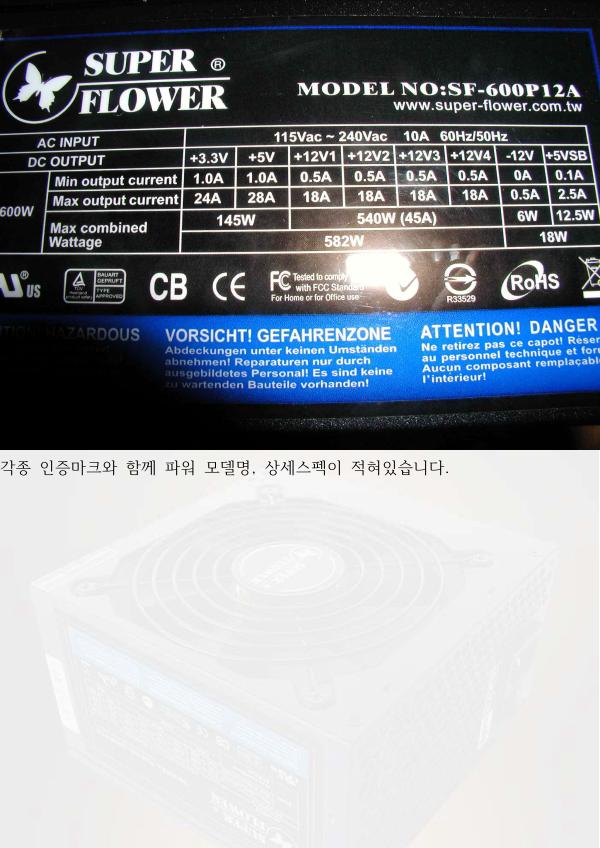 SUPER ®
FLOWER
MODEL NO:SF-600P12A
www.super-flower.com.tw
AC INPUT 115Vac ~ 240Vac 10A 60Hz/50Hz
DC OUTPUT +3.3V +5V +12V1 +12V2 +12V3 +12V4 -12V +5VSB
600W Min output current 1.0A 1.0A 0.5A 0.5A 0.5A 0.5A 0A 0.1A
Max output current 24A 28A 18A 18A 18A 18A 0.5A 2.5A
Max combined Wattage 145W 540W (45A) 6W 12.5W
582W 18W
US
BAUART
GEPRUFT
TYPE
APPROVED
CB
CE
FC Tested to comply
with FCC Standard
For Home or for Office use
R33529
RoHS
HAZARDOUS
VORSICHT! GEFAHRENZONE
Abdeckungen unter keinen Umständen
abnehmen! Reparaturen nur durch
ausgebildetes Personal! Es sind keine
zu wartenden Bauteile vorhanden!
ATTENTION! DANGER
Ne retirez pas ce capot! Réser
au personnel technique et for
Aucun composant remplaçabl
l'intérieur!
각종 인증마크와 함께 파워 모델명, 상세스펙이 적혀있습니다.